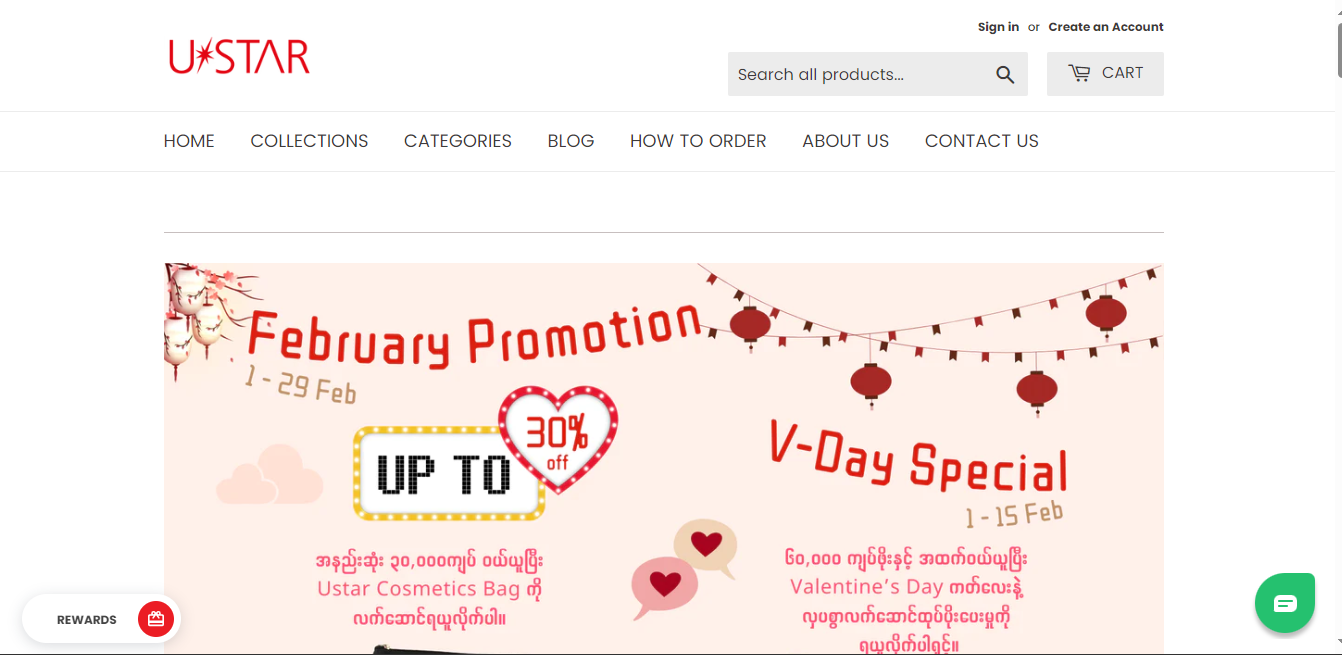 Sign in or Create an Account
U STAR
Search all products...
CART
HOME COLLECTIONS CATEGORIES BLOG HOW TO ORDER ABOUT US CONTACT US
February Promotion
1 - 29 Feb
UP TO
30%
off
အနည်းဆုံး ၃၀,၀၀၀ကျပ် ဝယ်ယူပြီး
Ustar Cosmetics Bag ကို
လက်ဆောင်ရယူလိုက်ပါ။
V-Day Special
1 - 15 Feb
၆၀,၀၀၀ ကျပ်ဖိုးနှင့် အထက်ဝယ်ယူပြီး
Valentine's Day ကတ်လေးနဲ့
လှပစွာလက်ဆောင်ထုပ်ပိုးပေးမှုကို
ရယူလိုက်ပါရှင့်။
REWARDS